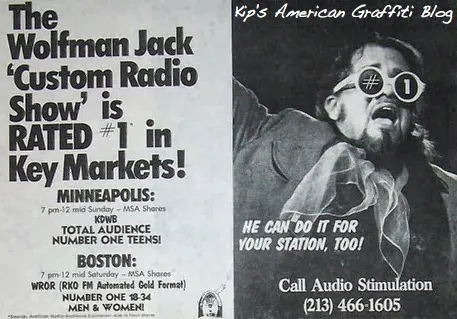 The
Wolfman Jack
'Custom Radio
Show' is
RATED #1 in
Key Markets!
MINNEAPOLIS:
7 pm-12 mid Sunday – MSA Shares
KDWB
TOTAL AUDIENCE
NUMBER ONE TEENS!
BOSTON:
7 pm-12 mid Saturday – MSA Shares
WROR (RKO FM Automated Gold Format)
NUMBER ONE 18-34
MEN & WOMEN!
Kip's American Graffiti Blog
# 1
HE CAN DO IT FOR
YOUR STATION, TOO!
Call Audio Stimulation
(213) 466-1605